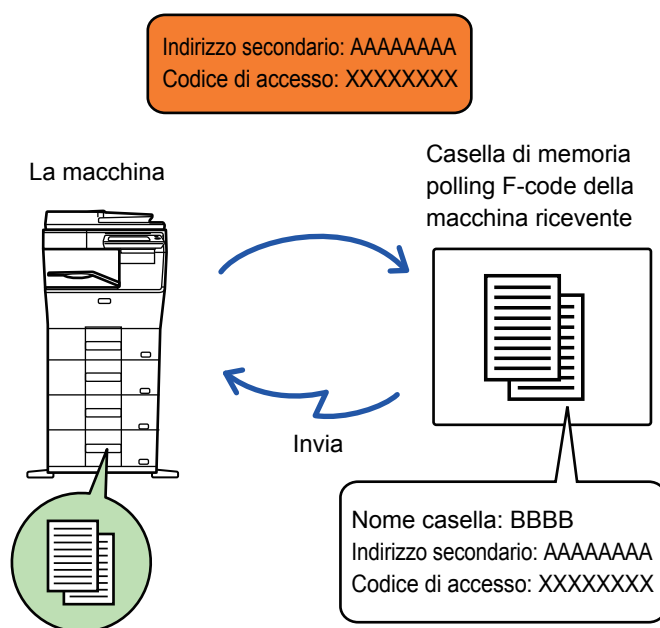 Indirizzo secondario: AAAAAAAA
Codice di accesso: XXXXXXXX
La macchina
Casella di memoria
polling F-code della
macchina ricevente
Invia
Nome casella: BBBB
Indirizzo secondario: AAAAAAAA
Codice di accesso: XXXXXXXX